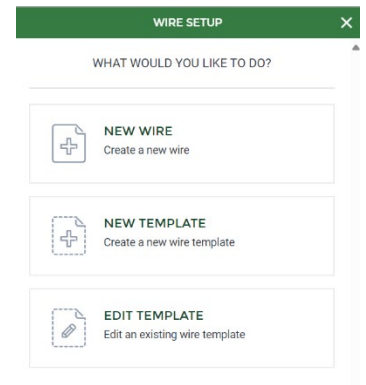 WIRE SETUP
WHAT WOULD YOU LIKE TO DO?
NEW WIRE
Create a new wire
NEW TEMPLATE
Create a new wire template
EDIT TEMPLATE
Edit an existing wire template